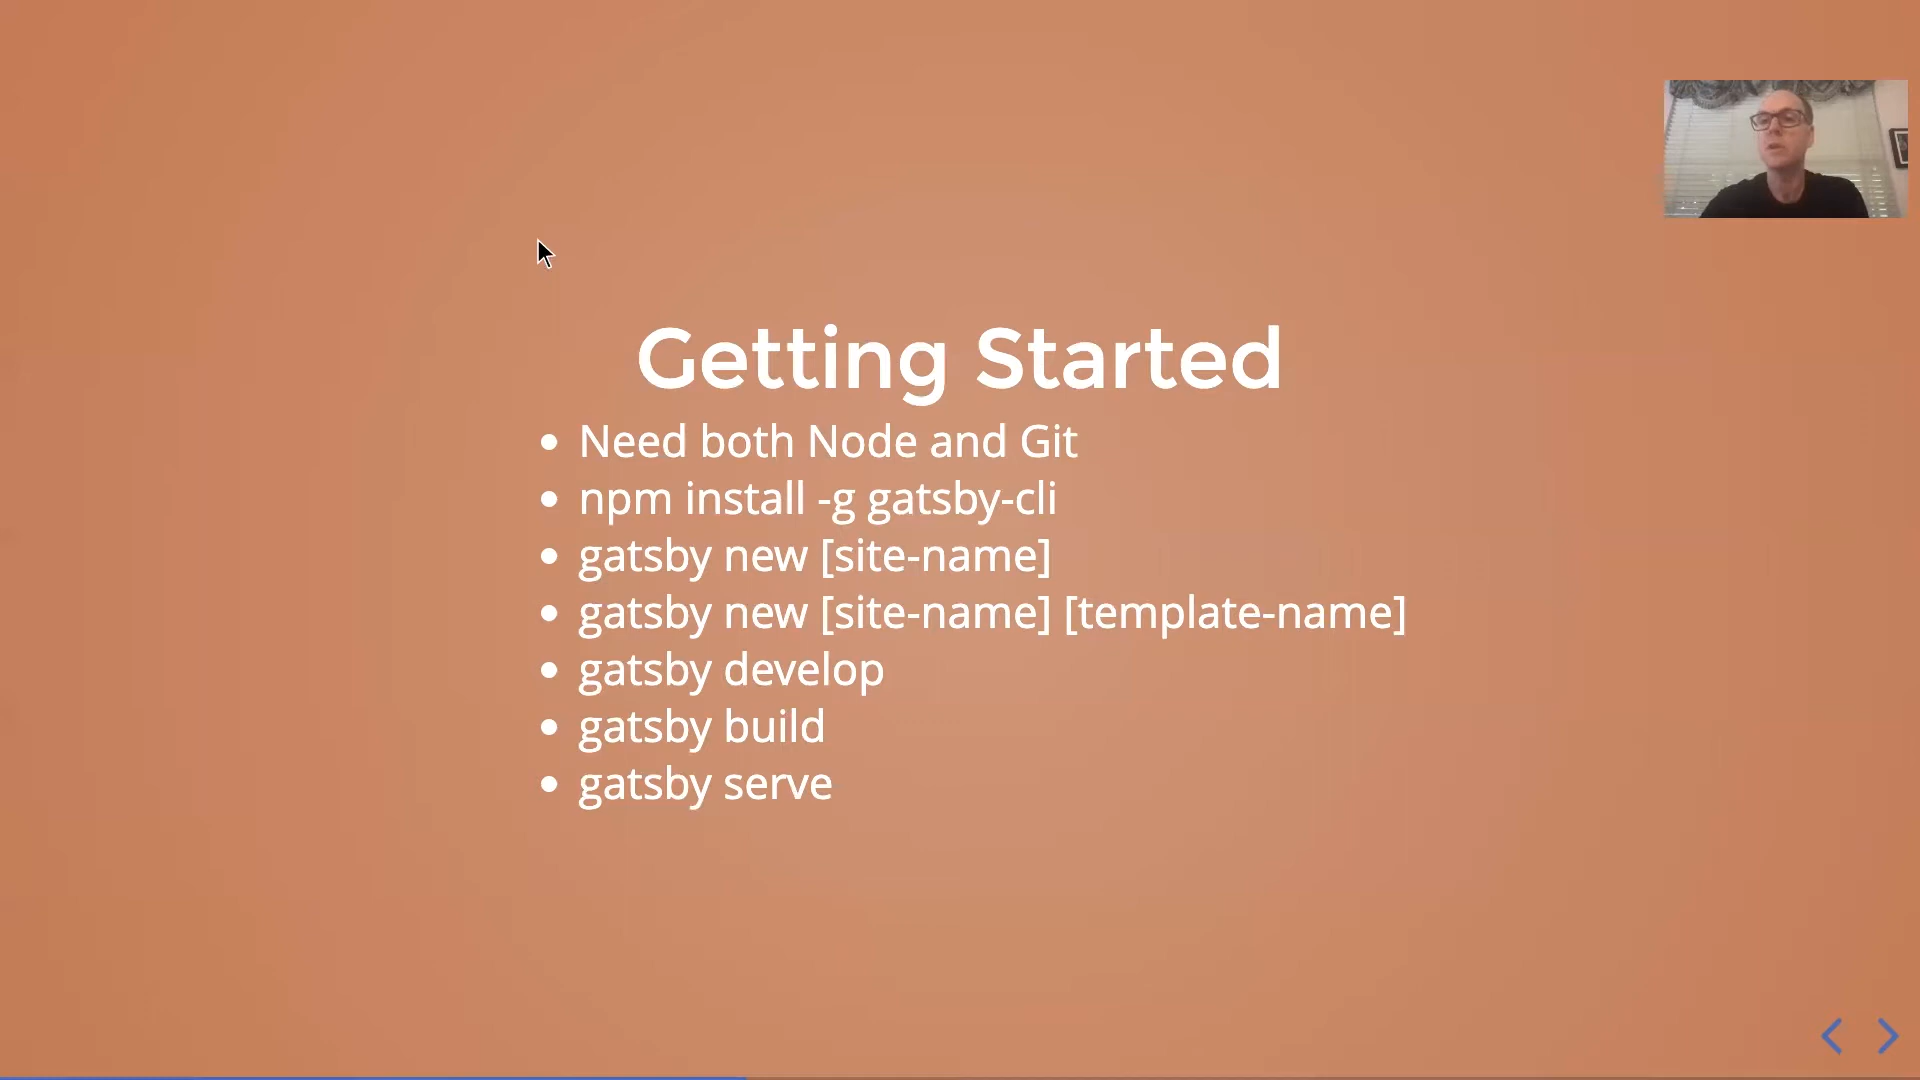 Getting Started
Need both Node and Git
npm install -g gatsby-cli
gatsby new [site-name]
gatsby new [site-name] [template-name]
gatsby develop
gatsby build
gatsby serve